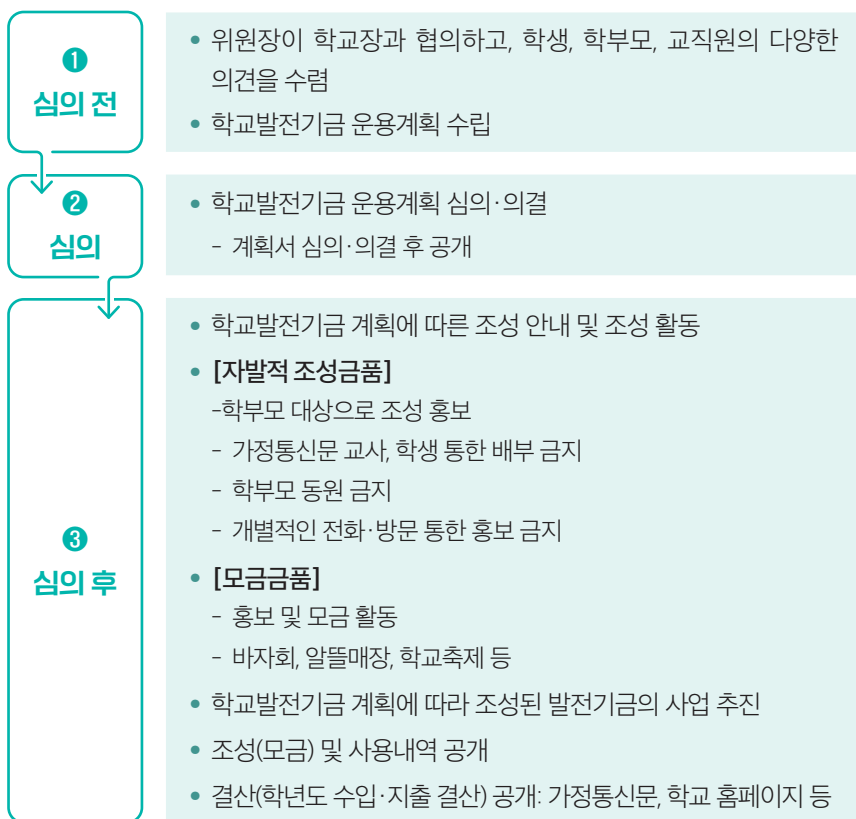 ❶
심의 전
• 위원장이 학교장과 협의하고, 학생, 학부모, 교직원의 다양한
의견을 수렴
• 학교발전기금 운용계획 수립
❷
심의
• 학교발전기금 운용계획 심의·의결
- 계획서 심의·의결 후 공개
❸
심의 후
• 학교발전기금 계획에 따른 조성 안내 및 조성 활동
• [자발적 조성금품]
-학부모 대상으로 조성 홍보
- 가정통신문 교사, 학생 통한 배부 금지
- 학부모 동원 금지
- 개별적인 전화·방문 통한 홍보 금지
• [모금금품]
- 홍보 및 모금 활동
- 바자회, 알뜰매장, 학교축제 등
• 학교발전기금 계획에 따라 조성된 발전기금의 사업 추진
• 조성(모금) 및 사용내역 공개
• 결산(학년도 수입·지출 결산) 공개: 가정통신문, 학교 홈페이지 등